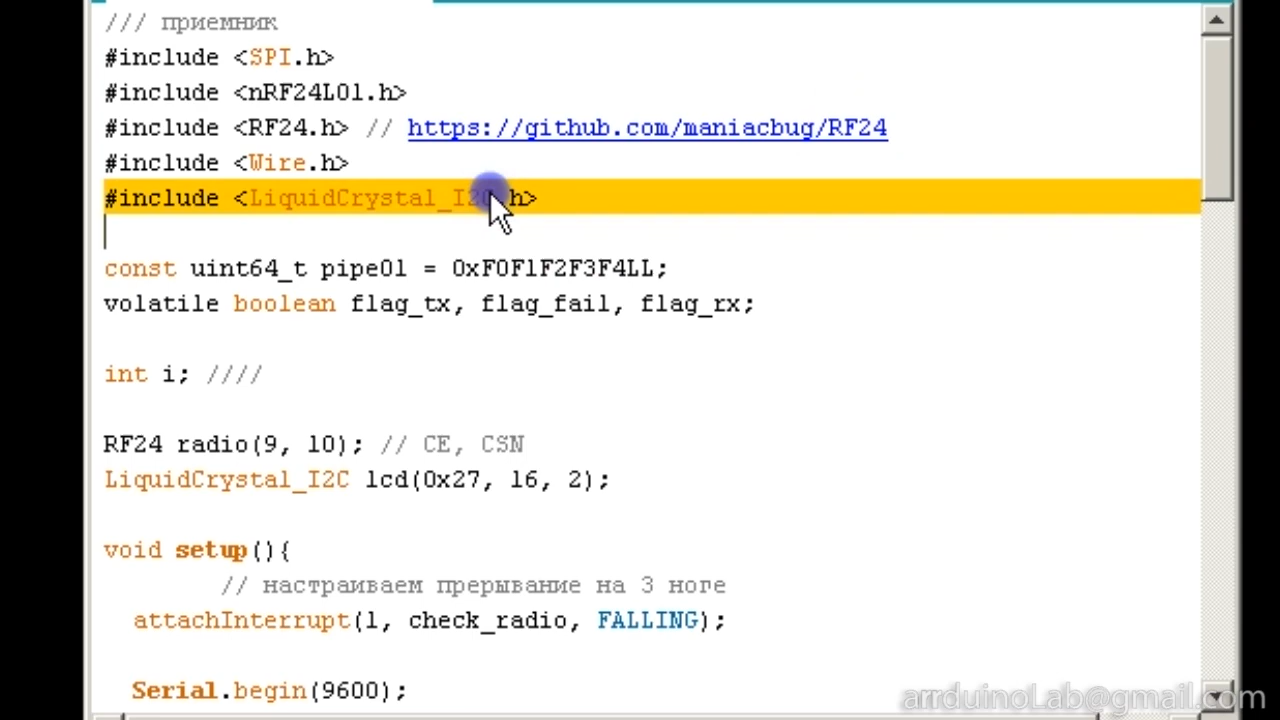 /// приемник
#include <SPI.h>
#include <nRF24L01.h>
#include <RF24.h> // https://github.com/maniacbug/RF24
#include <Wire.h>
#include <LiquidCrystal_I2C.h>
const uint64_t pipe01 = 0xF0F1F2F3F4LL;
volatile boolean flag_tx, flag_fail, flag_rx;
int i; ////
RF24 radio(9, 10); // CE, CSN
LiquidCrystal_I2C lcd(0x27, 16, 2);
void setup(){
// настраиваем прерывание на 3 ноге
attachInterrupt(1, check_radio, FALLING);
Serial.begin(9600);
arrduinoLab@gmail.com